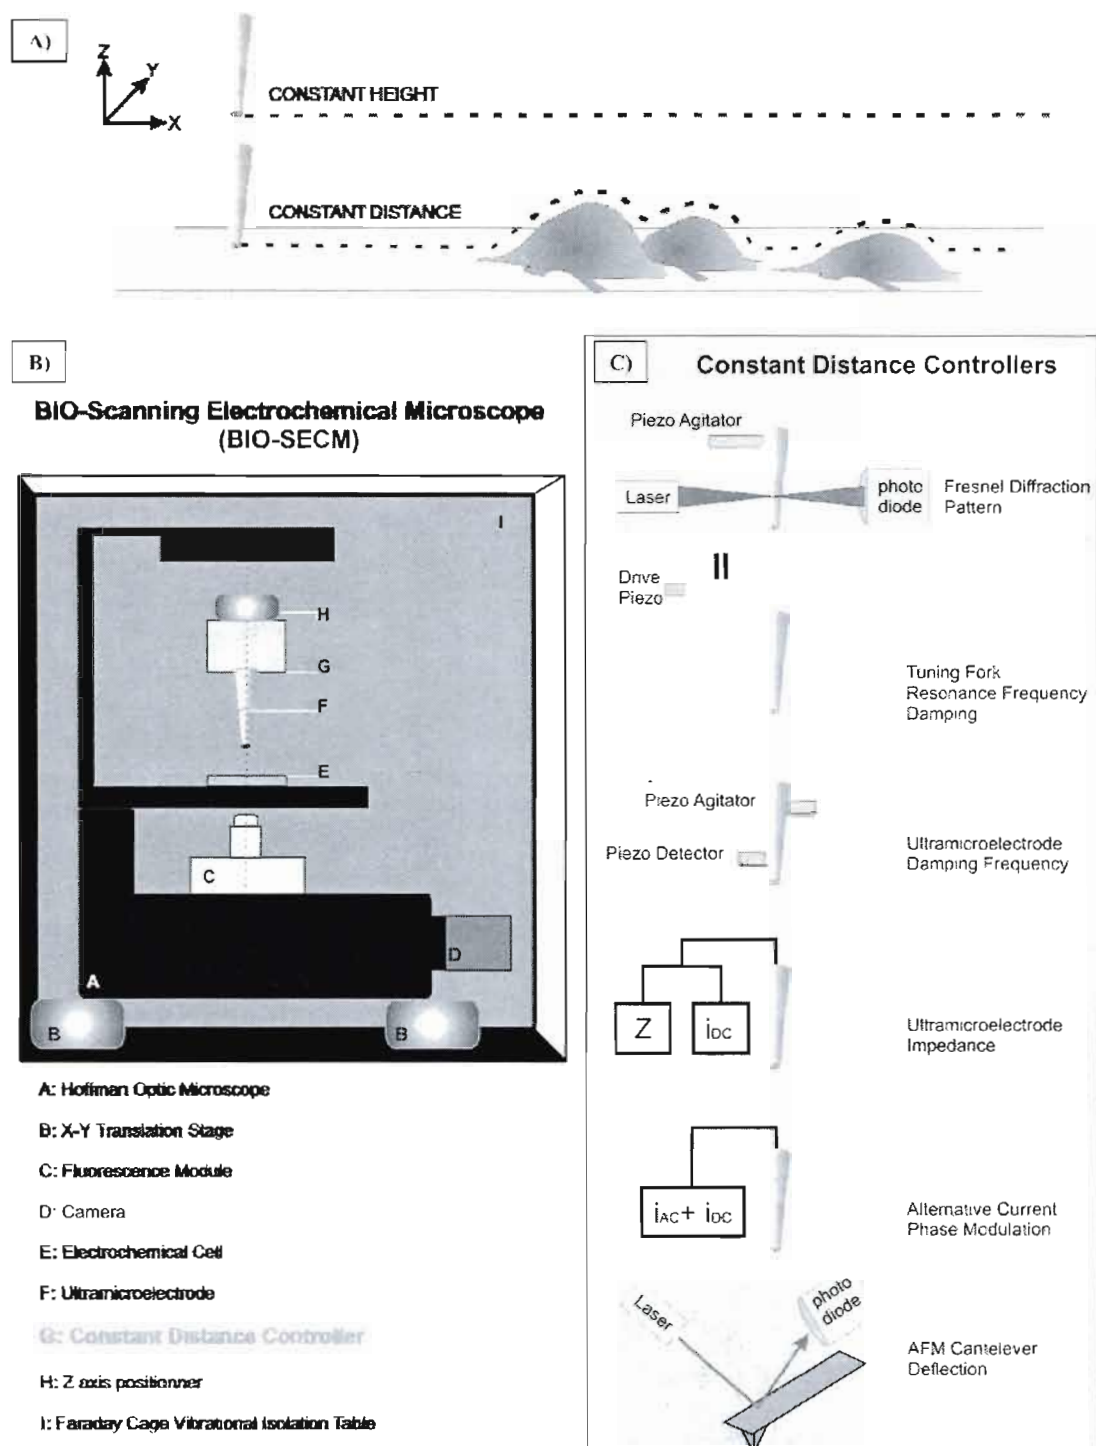 A)
Z
Y
X
CONSTANT HEIGHT
CONSTANT DISTANCE
B)
BIO-Scanning Electrochemical Microscope
(BIO-SECM)
I
H
G
F
E
C
D
A
B
B
A: Hoffman Optic Microscope
B: X-Y Translation Stage
C: Fluorescence Module
D: Camera
E: Electrochemical Cell
F: Ultramicroelectrode
G: Constant Distance Controller
H: Z axis positionner
I: Faraday Cage Vibrational Isolation Table
C)
Constant Distance Controllers
Piezo Agitator
Laser
photo
diode
Fresnel Diffraction
Pattern
Drive
Piezo
Tuning Fork
Resonance Frequency
Damping
Piezo Agitator
Piezo Detector
Ultramicroelectrode
Damping Frequency
Z
iDC
Ultramicroelectrode
Impedance
iAC+ iDC
Alternative Current
Phase Modulation
Laser
photo
diode
AFM Cantelever
Deflection